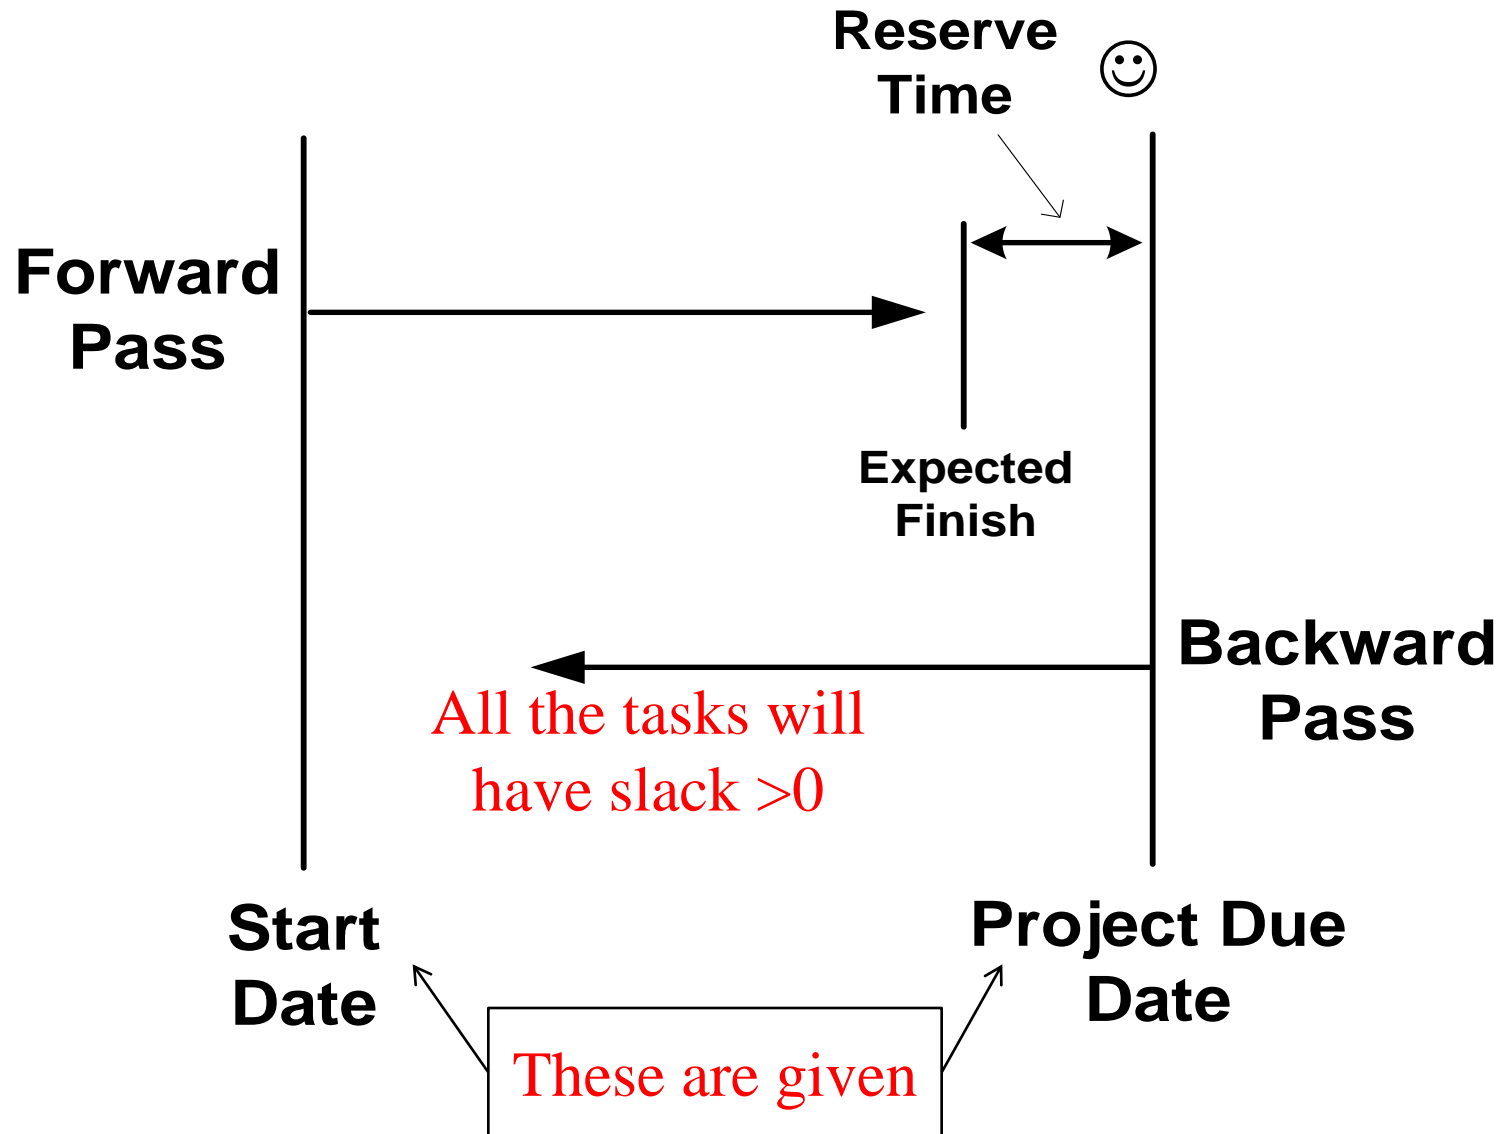 Reserve
Time
Forward
Pass
Expected
Finish
Backward
Pass
All the tasks will
have slack >0
Start
Date
Project Due
Date
These are given